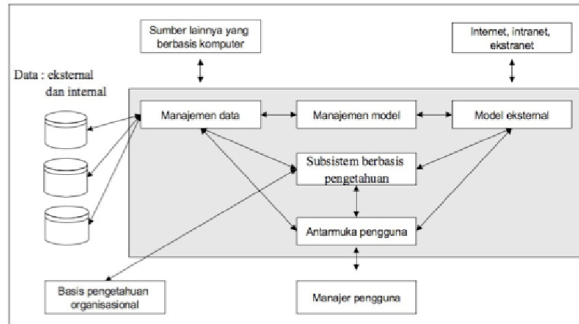 Sumber lainnya yang
berbasis komputer
Internet, intranet,
ekstranet
Data : eksternal
dan internal
Manajemen data
Manajemen model
Model eksternal
Subsistem berbasis
pengetahuan
Antarmuka pengguna
Basis pengetahuan
organisasional
Manajer pengguna